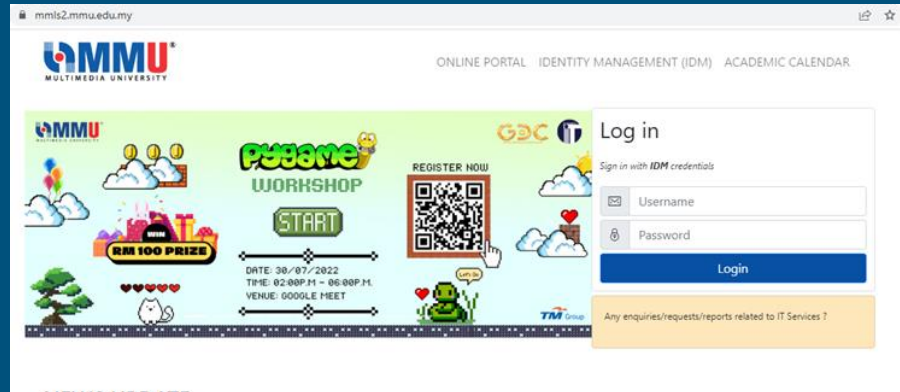 mmls2.mmu.edu.my
MMU
MULTIMEDIA UNIVERSITY
ONLINE PORTAL IDENTITY MANAGEMENT (IDM) ACADEMIC CALENDAR
MMU
PYGAME
WORKSHOP
START
WIN
RM 100 PRIZE
DATE: 30/07/2022
TIME: 02:00P.M - 06:00P.M.
VENUE: GOOGLE MEET
GDC IT
REGISTER NOW
Let's Go
TM Group
Log in
Sign in with IDM credentials
Username
Password
Login
Any enquiries/requests/reports related to IT Services ?